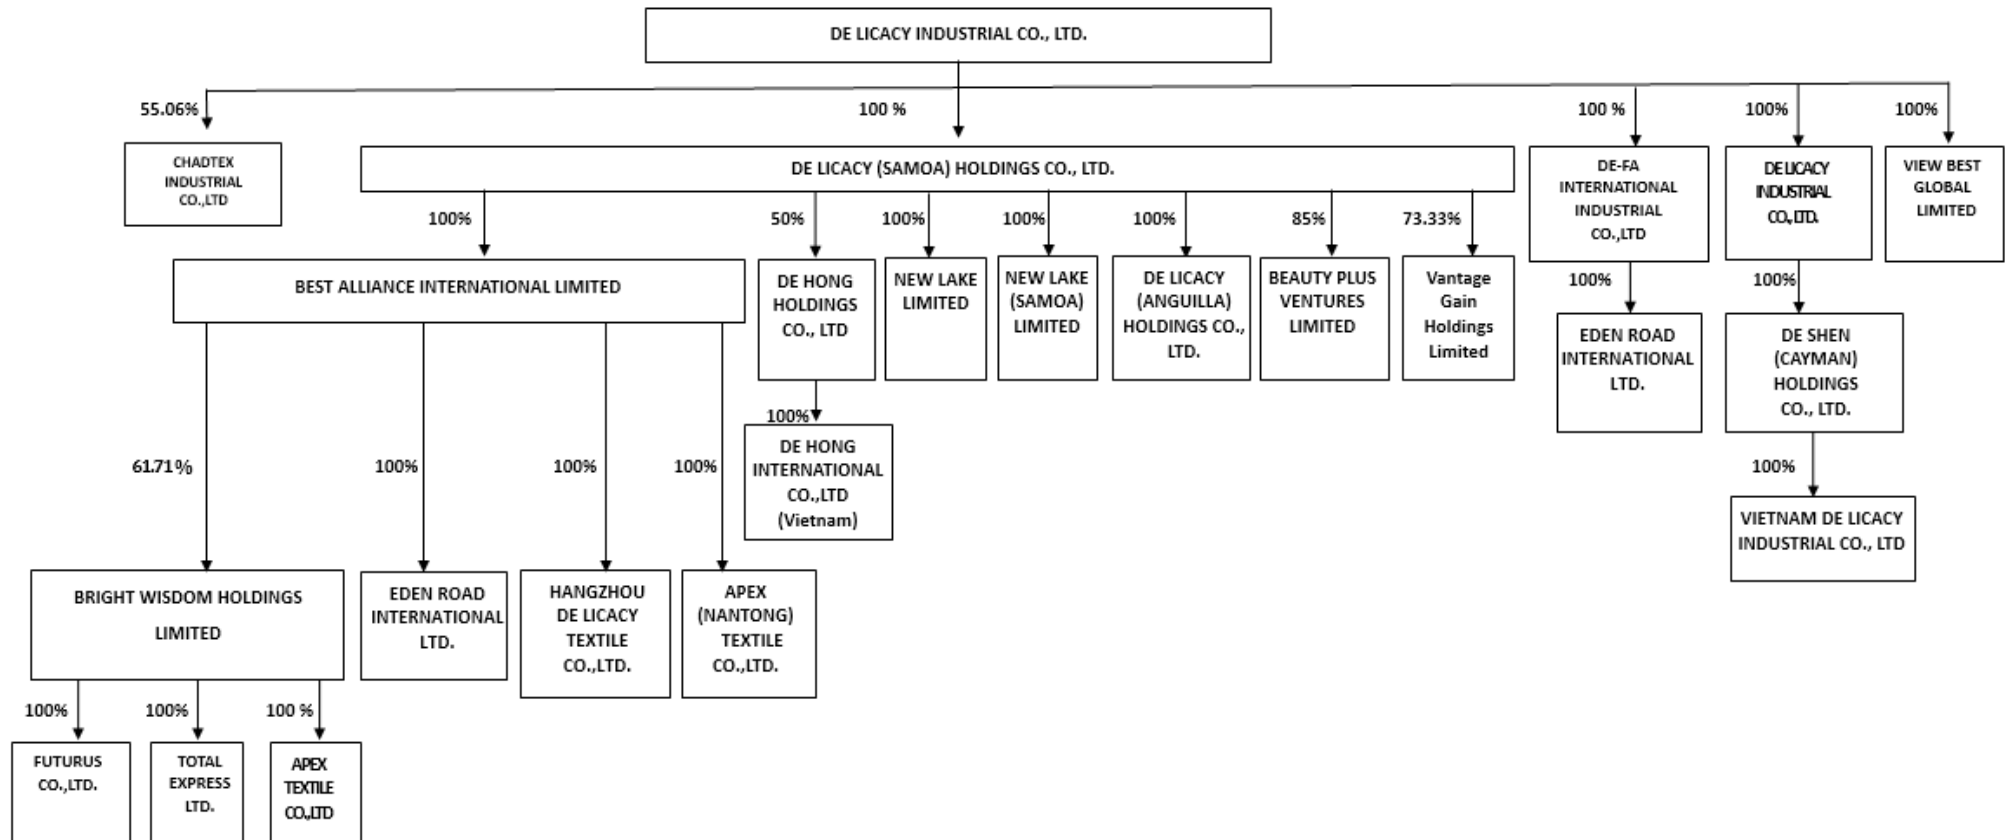 DE LICACY INDUSTRIAL CO., LTD.
55.06%
100 %
100 %
100%
100%
CHADTEX
INDUSTRIAL
CO.,LTD
DE LICACY (SAMOA) HOLDINGS CO., LTD.
DE-FA
INTERNATIONAL
INDUSTRIAL
CO.,LTD
DE LICACY
INDUSTRIAL
CO.,LTD.
VIEW BEST
GLOBAL
LIMITED
100%
50%
100%
100%
100%
85%
73.33%
BEST ALLIANCE INTERNATIONAL LIMITED
DE HONG
HOLDINGS
CO., LTD
NEW LAKE
LIMITED
NEW LAKE
(SAMOA)
LIMITED
DE LICACY
(ANGUILLA)
HOLDINGS CO.,
LTD.
BEAUTY PLUS
VENTURES
LIMITED
Vantage
Gain
Holdings
Limited
100%
100%
EDEN ROAD
INTERNATIONAL
LTD.
DE SHEN
(CAYMAN)
HOLDINGS
CO., LTD.
100%
DE HONG
INTERNATIONAL
CO.,LTD
(Vietnam)
61.71%
100%
100%
100%
100%
VIETNAM DE LICACY
INDUSTRIAL CO., LTD
BRIGHT WISDOM HOLDINGS
LIMITED
EDEN ROAD
INTERNATIONAL
LTD.
HANGZHOU
DE LICACY
TEXTILE
CO.,LTD.
APEX
(NANTONG)
TEXTILE
CO.,LTD.
100%
100%
100 %
FUTURUS
CO.,LTD.
TOTAL
EXPRESS
LTD.
APEX
TEXTILE
CO.,LTD